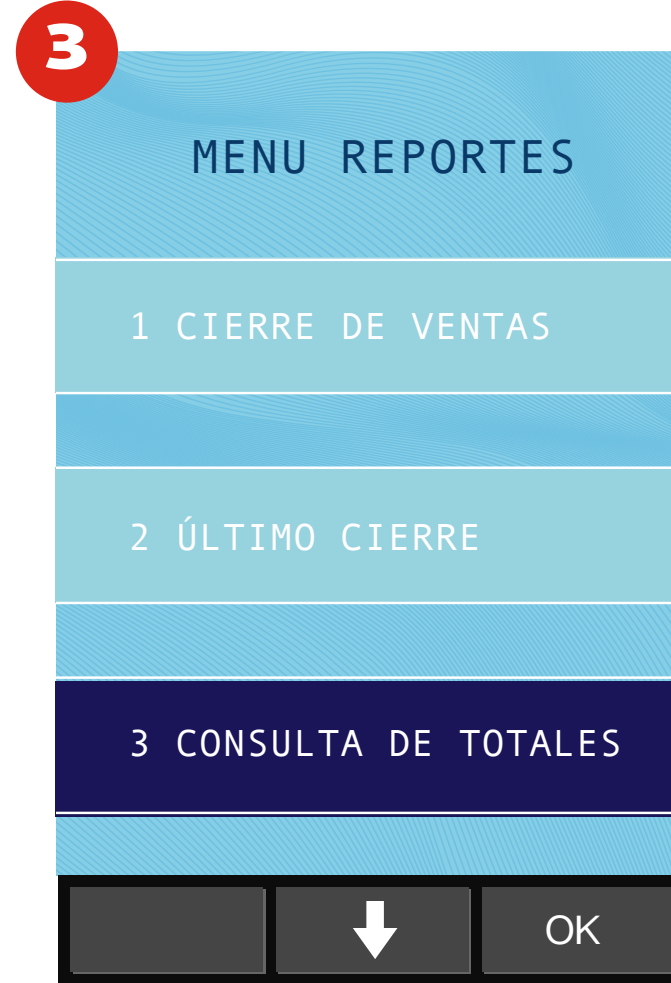 3
MENU REPORTES
1 CIERRE DE VENTAS
2 ÚLTIMO CIERRE
3 CONSULTA DE TOTALES
OK